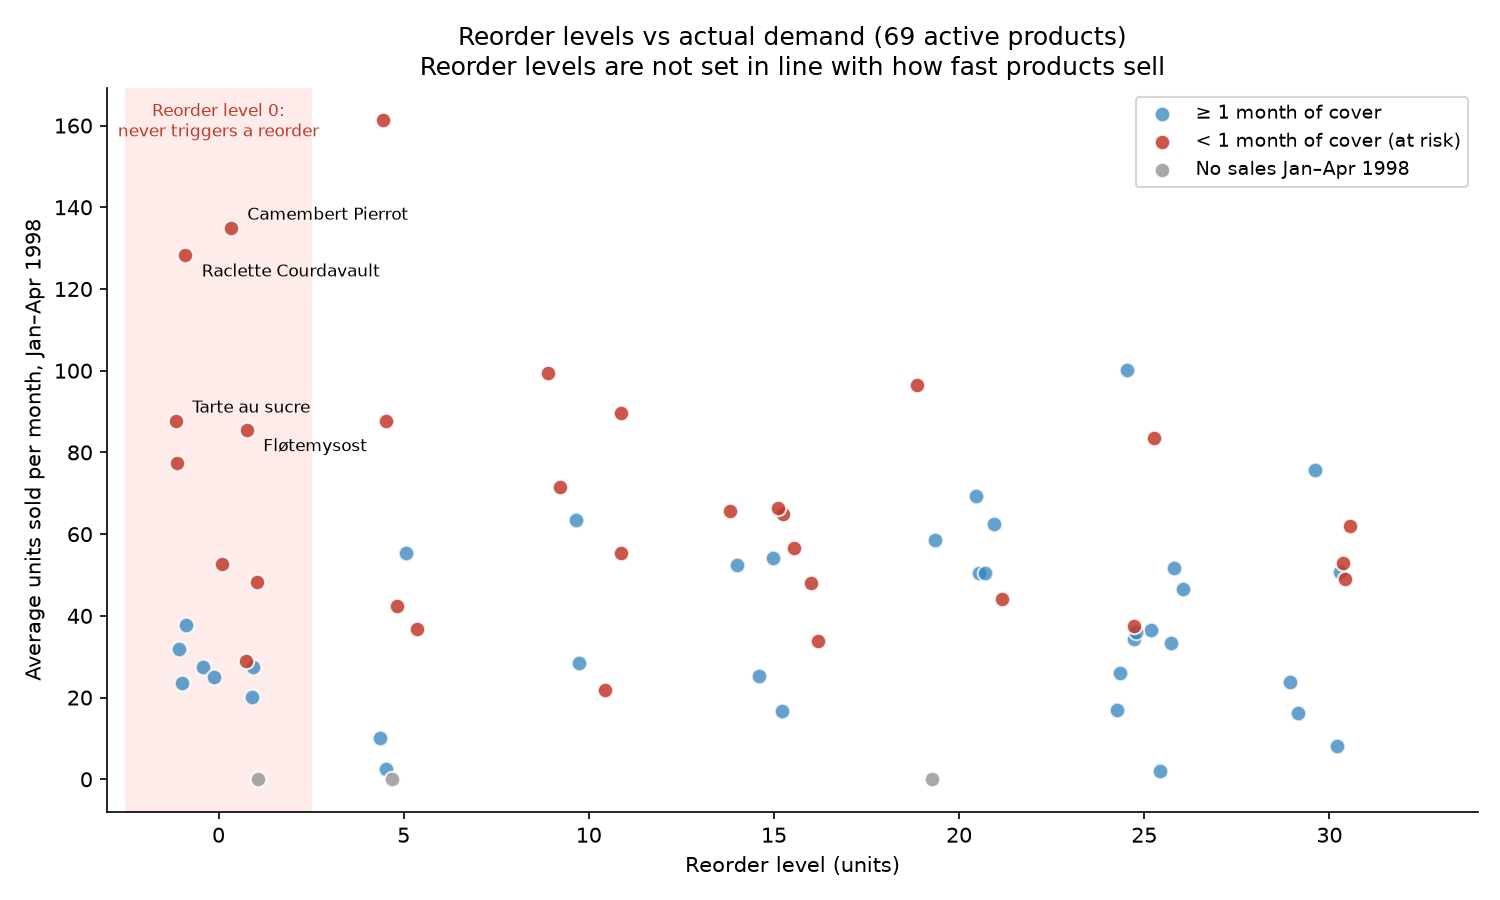 Reorder levels vs actual demand (69 active products)
Reorder levels are not set in line with how fast products sell
Reorder level 0:
never triggers a reorder
≥ 1 month of cover
< 1 month of cover (at risk)
No sales Jan–Apr 1998
Camembert Pierrot
Raclette Courdavault
Tarte au sucre
Fløtemysost
Average units sold per month, Jan–Apr 1998
160
140
120
100
80
60
40
20
0
0 5 10 15 20 25 30
Reorder level (units)